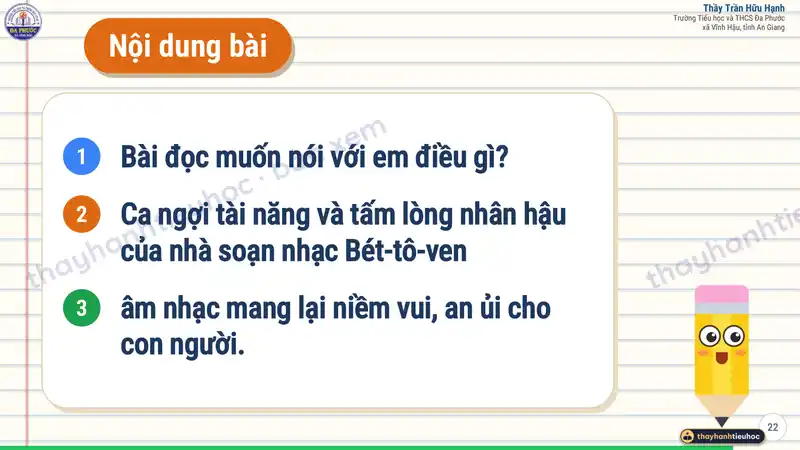 Thầy Trần Hữu Hạnh
Trường Tiểu học và THCS Đa Phước
xã Vĩnh Hậu, tỉnh An Giang
ĐA PHƯỚC
Nội dung bài
1 Bài đọc muốn nói với em điều gì?
2 Ca ngợi tài năng và tấm lòng nhân hậu
của nhà soạn nhạc Bét-tô-ven
3 âm nhạc mang lại niềm vui, an ủi cho
con người.
thayhanhtieuhoc
22